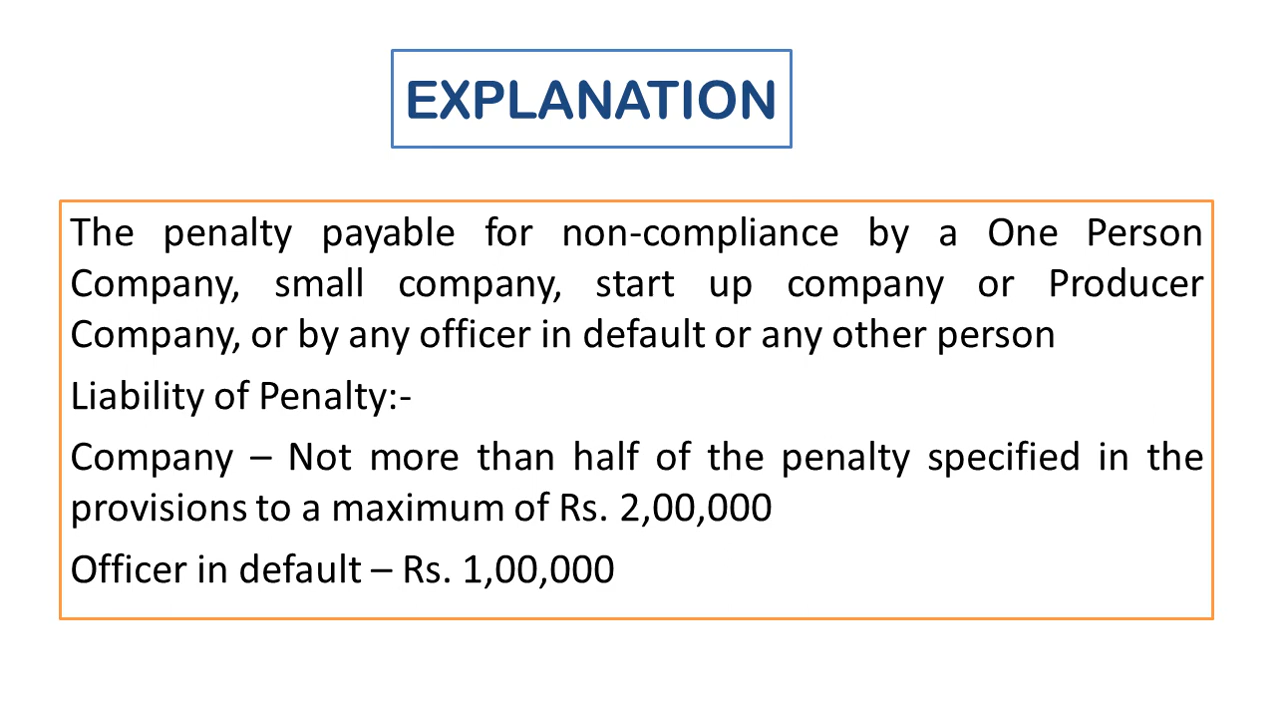 EXPLANATION
The penalty payable for non-compliance by a One Person
Company, small company, start up company or Producer
Company, or by any officer in default or any other person
Liability of Penalty:-
Company – Not more than half of the penalty specified in the
provisions to a maximum of Rs. 2,00,000
Officer in default – Rs. 1,00,000